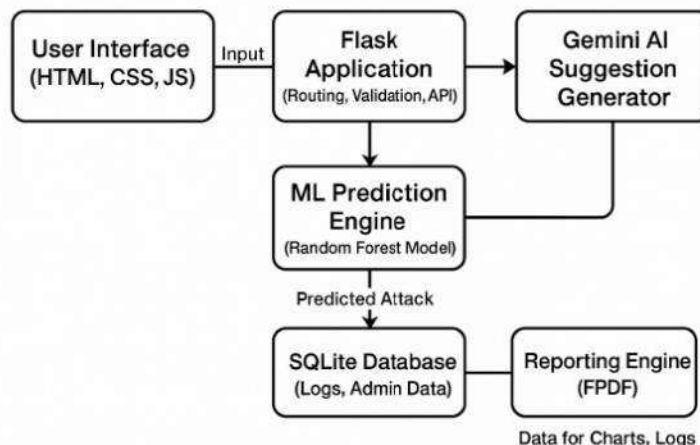 User Interface
(HTML, CSS, JS)
Input
Flask
Application
(Routing, Validation, API)
Gemini AI
Suggestion
Generator
ML Prediction
Engine
(Random Forest Model)
Predicted Attack
SQLite Database
(Logs, Admin Data)
Reporting Engine
(FPDF)
Data for Charts, Logs